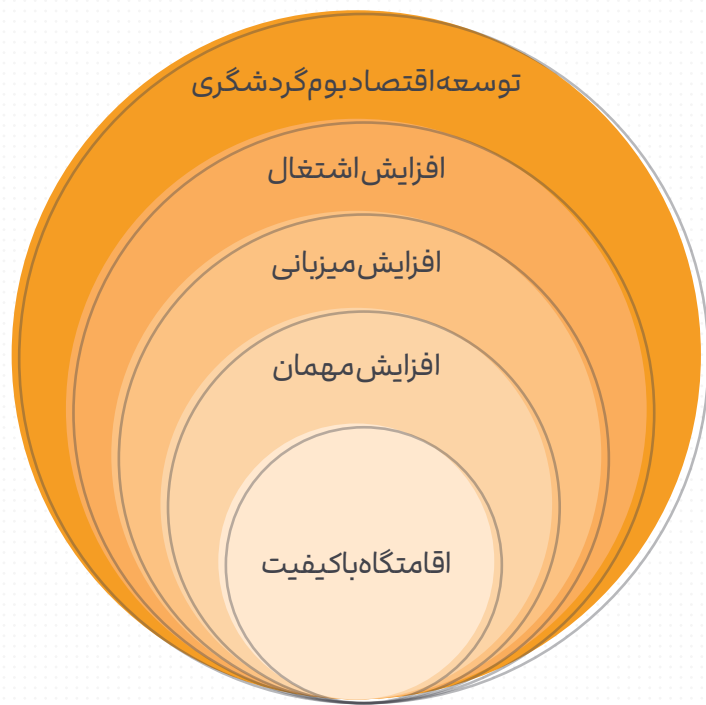 توسعه اقتصاد بوم‌گردشگری
افزایش اشتغال
افزایش میزبانی
افزایش مهمان
اقامتگاه باکیفیت